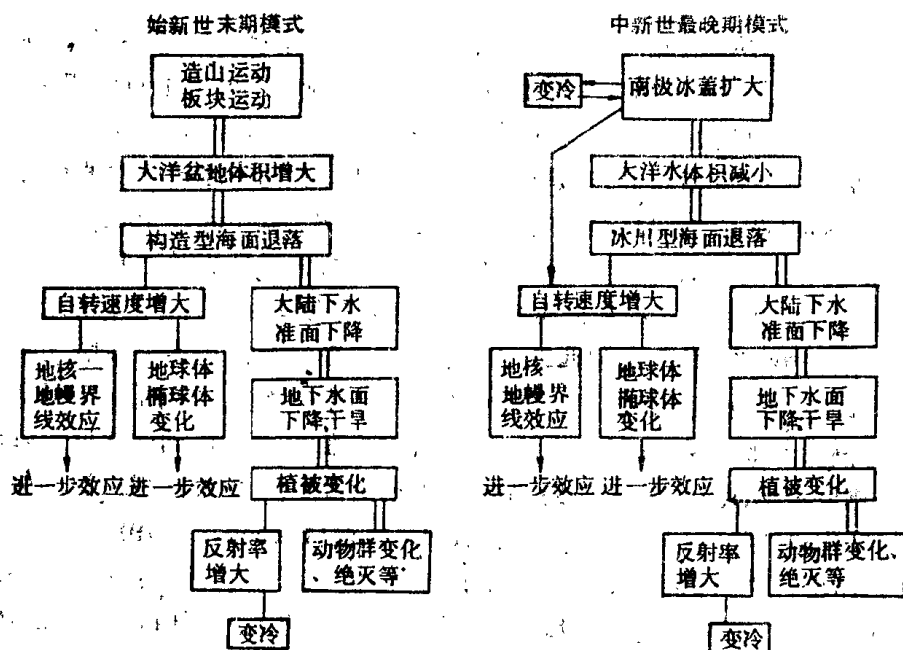 始新世末期模式
造山运动
板块运动
大洋盆地体积增大
构造型海面退落
自转速度增大
大陆下水
准面下降
地核一
地幔界
线效应
地球体
椭球体
变化
地下水面
下降干旱
进一步效应
进一步效应
植被变化
反射率
增大
动物群变化
、绝灭等
变冷
中新世最晚期模式
变冷
南极冰盖扩大
大洋水体积减小
冰川型海面退落
自转速度增大
大陆下水
准面下降
地核一
地幔界
线效应
地球体
椭球体
变化
地下水面
下降干旱
进一步效应
进一步效应
植被变化
反射率
增大
动物群变化、
绝灭等
变冷